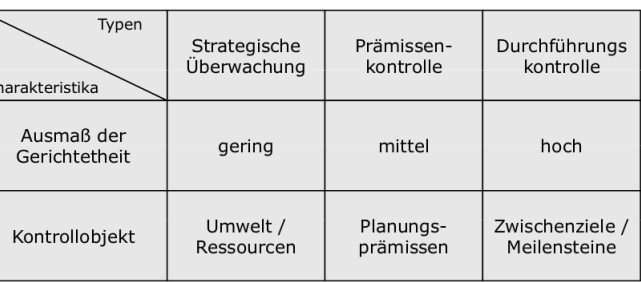 Typen
Strategische Prämissen- Durchführungs
Überwachung kontrolle kontrolle
harakteristika
Ausmaß der
Gerichtetheit
gering mittel hoch
Kontrollobjekt
Umwelt / Planungs- Zwischenziele /
Ressourcen prämissen Meilensteine